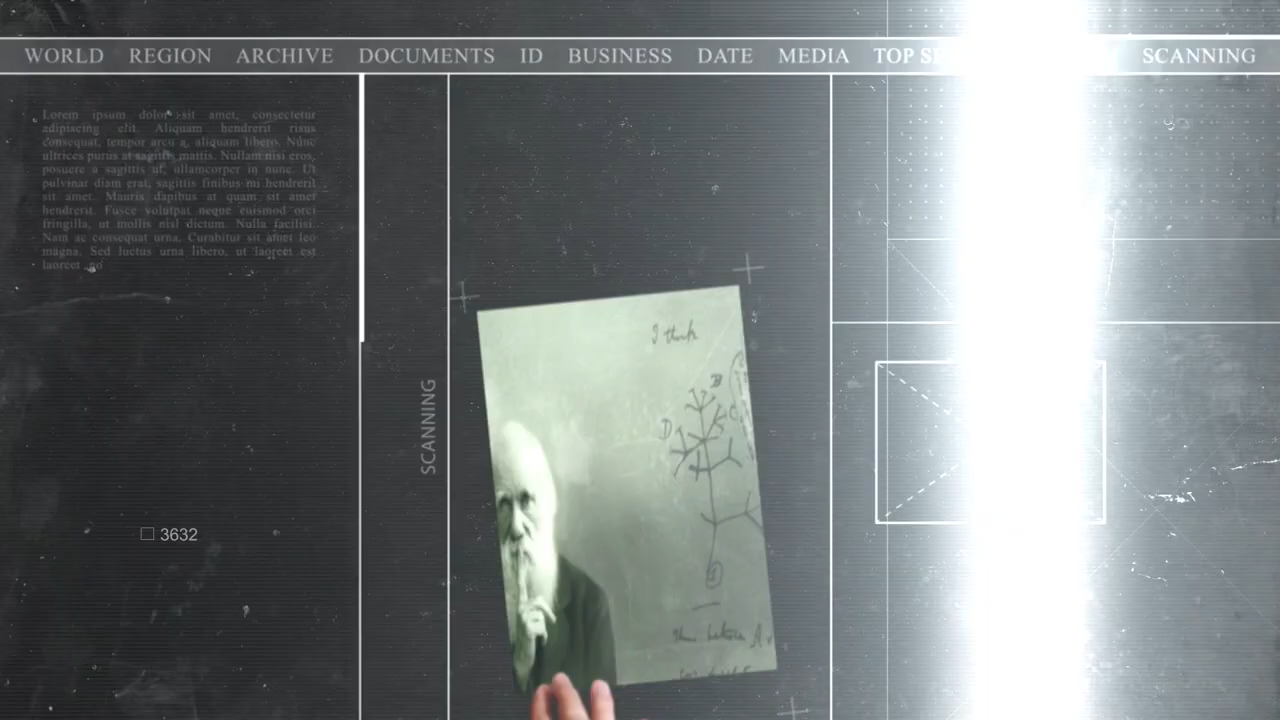 WORLD REGION ARCHIVE DOCUMENTS ID BUSINESS DATE MEDIA TOP SCANNING
Lorem ipsum dolor sit amet, consectetur
adipiscing elit. Aliquam hendrerit risus
consequat, tempor arcu a, aliquam libero. Nunc
ultrices purus at sagittis mattis. Nullam nisi eros,
posuere a sagittis ut, ullamcorper in nunc. Ut
pulvinar diam erat, sagittis finibus mi hendrerit
sit amet. Mauris dapibus at quam sit amet
hendrerit. Fusce volutpat neque euismod orci
fringilla, ut mollis nisl dictum. Nulla facilisi.
Nam ac consequat urna. Curabitur sit amet leo
magna. Sed luctus urna libero, ut laoreet est
laoreet
SCANNING
3632
I think
B
C
D
1
between A